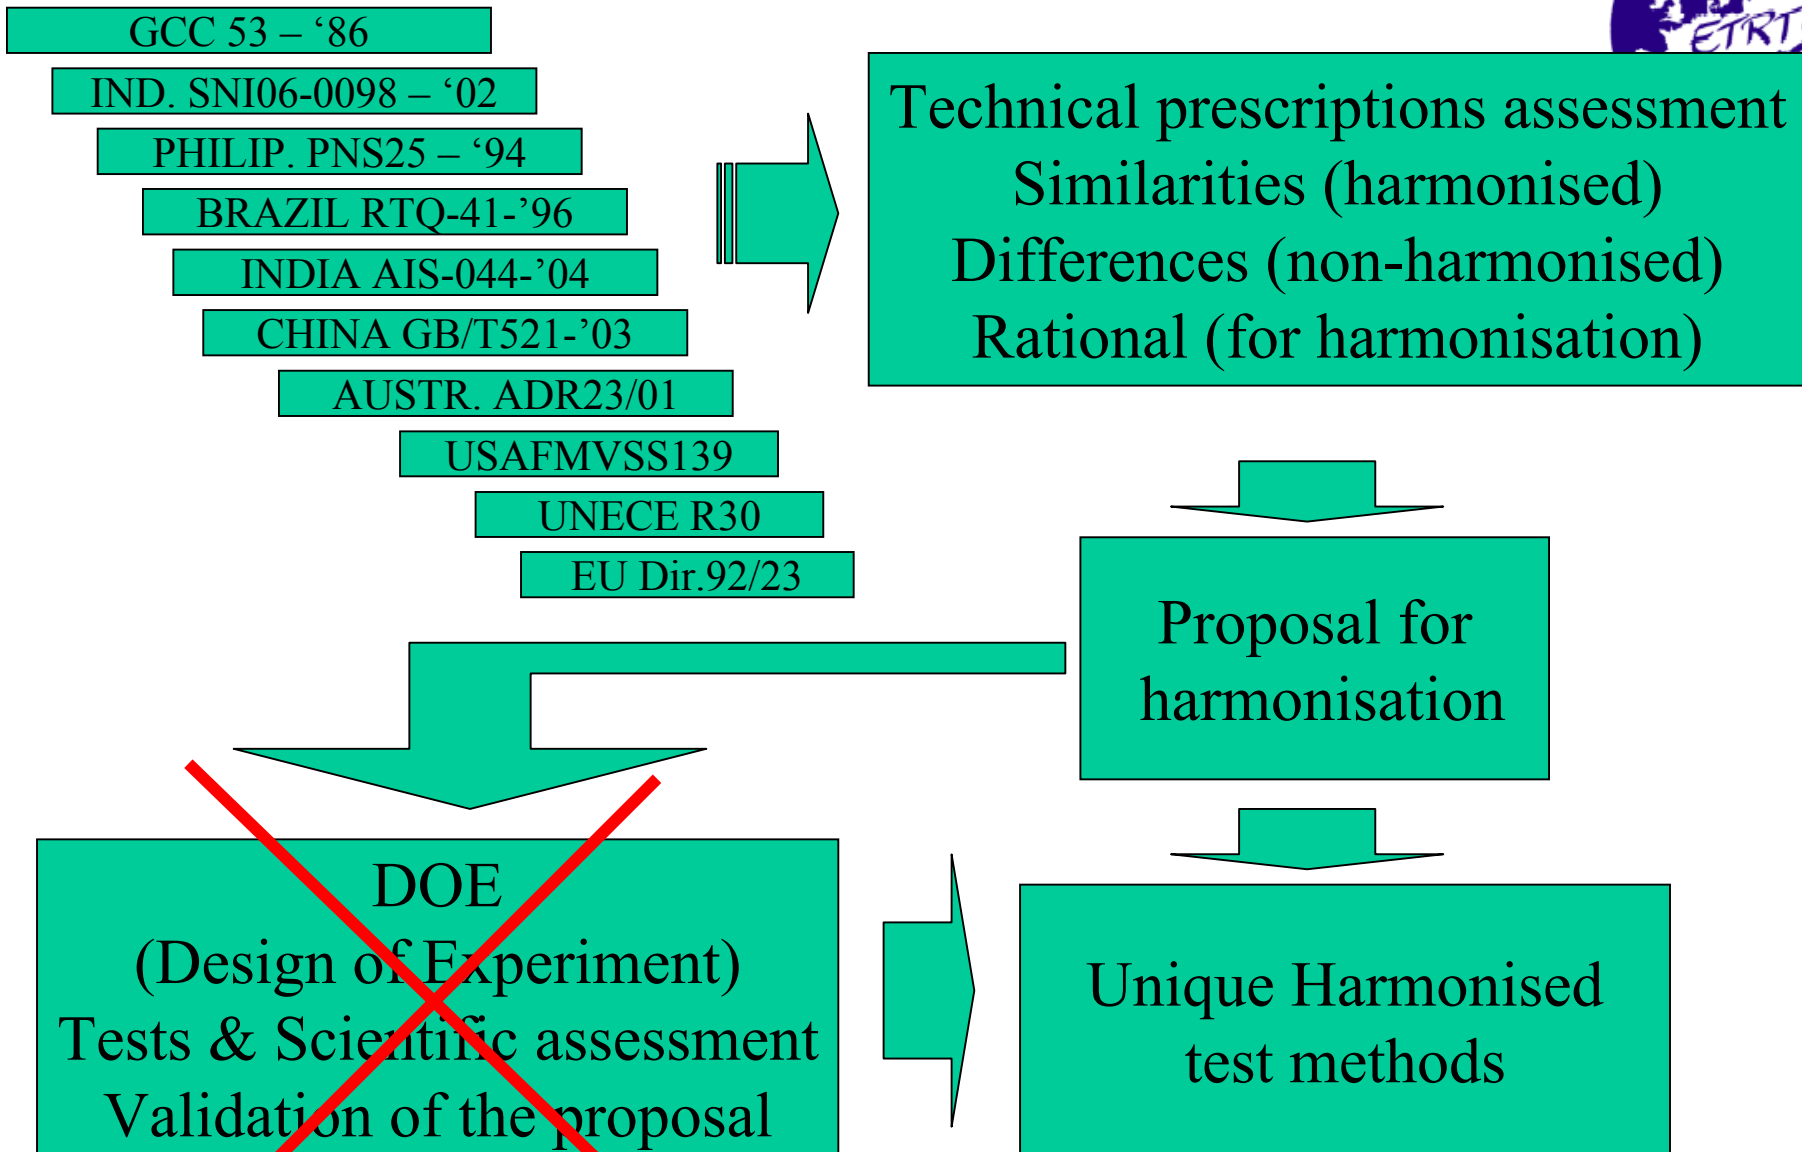 GCC 53 – ‘86
IND. SNI06-0098 – ‘02
PHILIP. PNS25 – ‘94
BRAZIL RTQ-41-’96
INDIA AIS-044-’04
CHINA GB/T521-’03
AUSTR. ADR23/01
USAFMVSS139
UNECE R30
EU Dir.92/23
Technical prescriptions assessment
Similarities (harmonised)
Differences (non-harmonised)
Rational (for harmonisation)
Proposal for
harmonisation
DOE
(Design of Experiment)
Tests & Scientific assessment
Validation of the proposal
Unique Harmonised
test methods